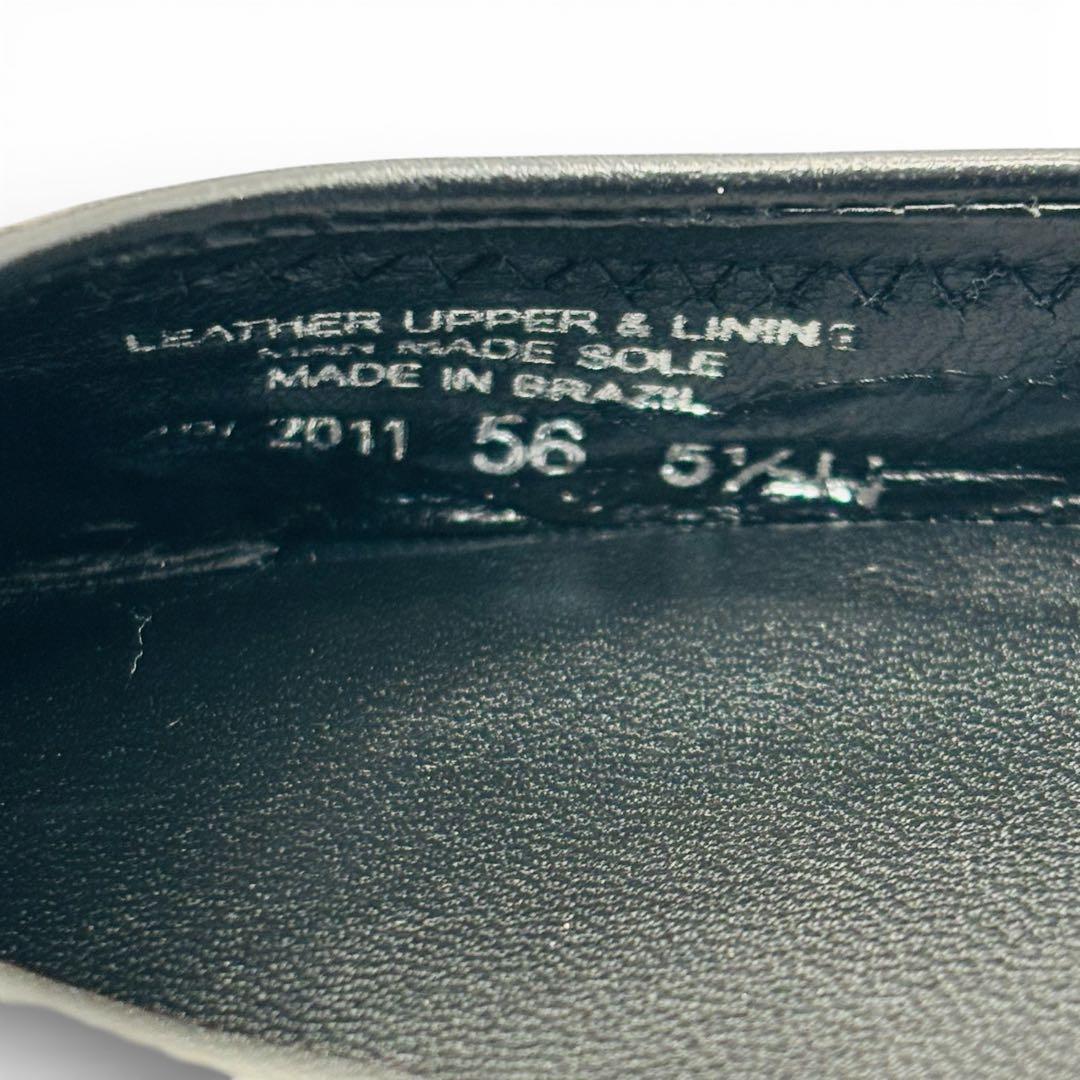 LEATHER UPPER & LINING
MAN MADE SOLE
MADE IN BRAZIL
2011 56 5½